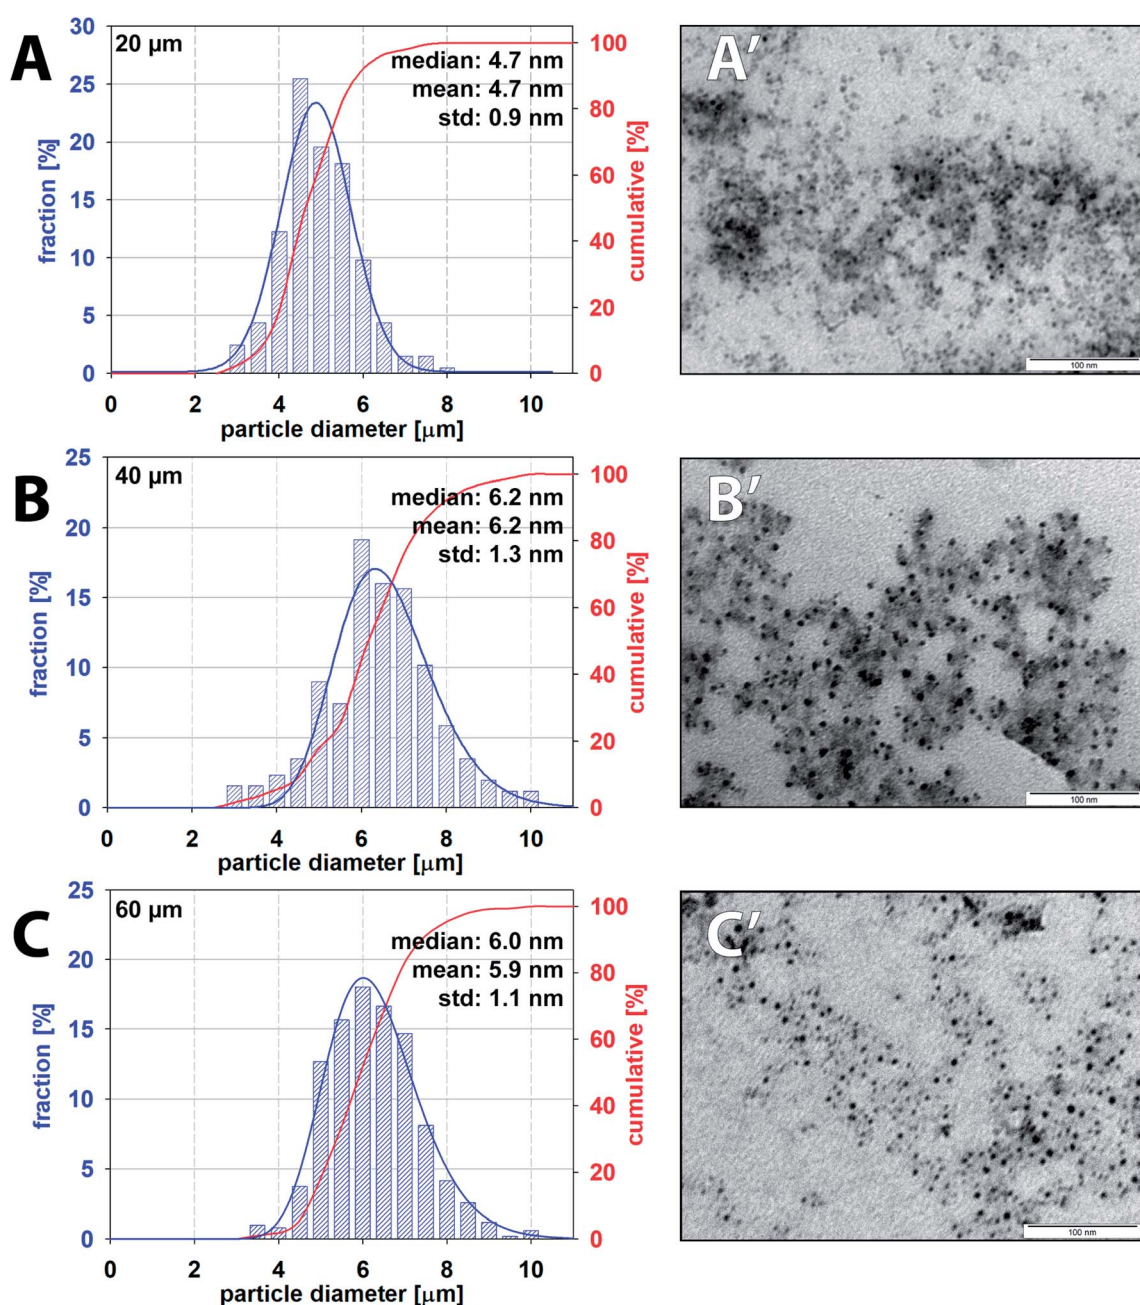 A
20 µm
median: 4.7 nm
mean: 4.7 nm
std: 0.9 nm
fraction [%]
30
25
20
15
10
5
0
cumulative [%]
100
80
60
40
20
0
0 2 4 6 8 10
particle diameter [µm]
A'
100 nm
B
40 µm
median: 6.2 nm
mean: 6.2 nm
std: 1.3 nm
fraction [%]
25
20
15
10
5
0
cumulative [%]
100
80
60
40
20
0
0 2 4 6 8 10
particle diameter [µm]
B'
100 nm
C
60 µm
median: 6.0 nm
mean: 5.9 nm
std: 1.1 nm
fraction [%]
25
20
15
10
5
0
cumulative [%]
100
80
60
40
20
0
0 2 4 6 8 10
particle diameter [µm]
C'
100 nm